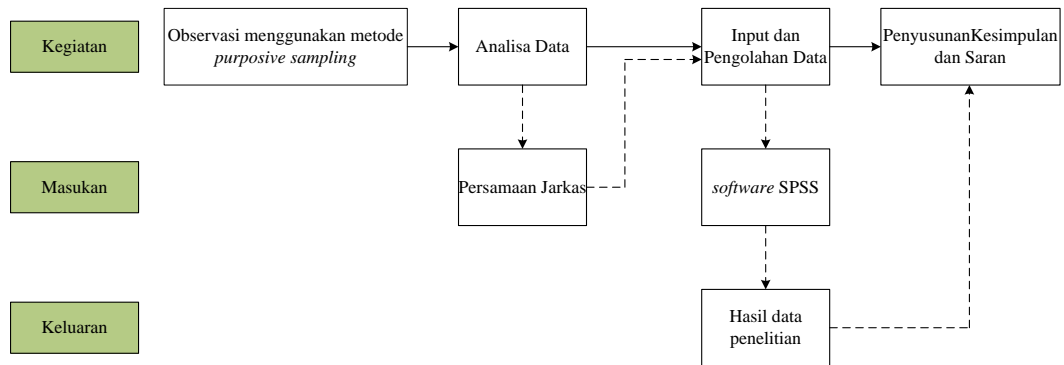 Kegiatan
Observasi menggunakan metode
purposive sampling
Analisa Data
Input dan
Pengolahan Data
PenyusunanKesimpulan
dan Saran
Masukan
Persamaan Jarkas
software SPSS
Keluaran
Hasil data
penelitian